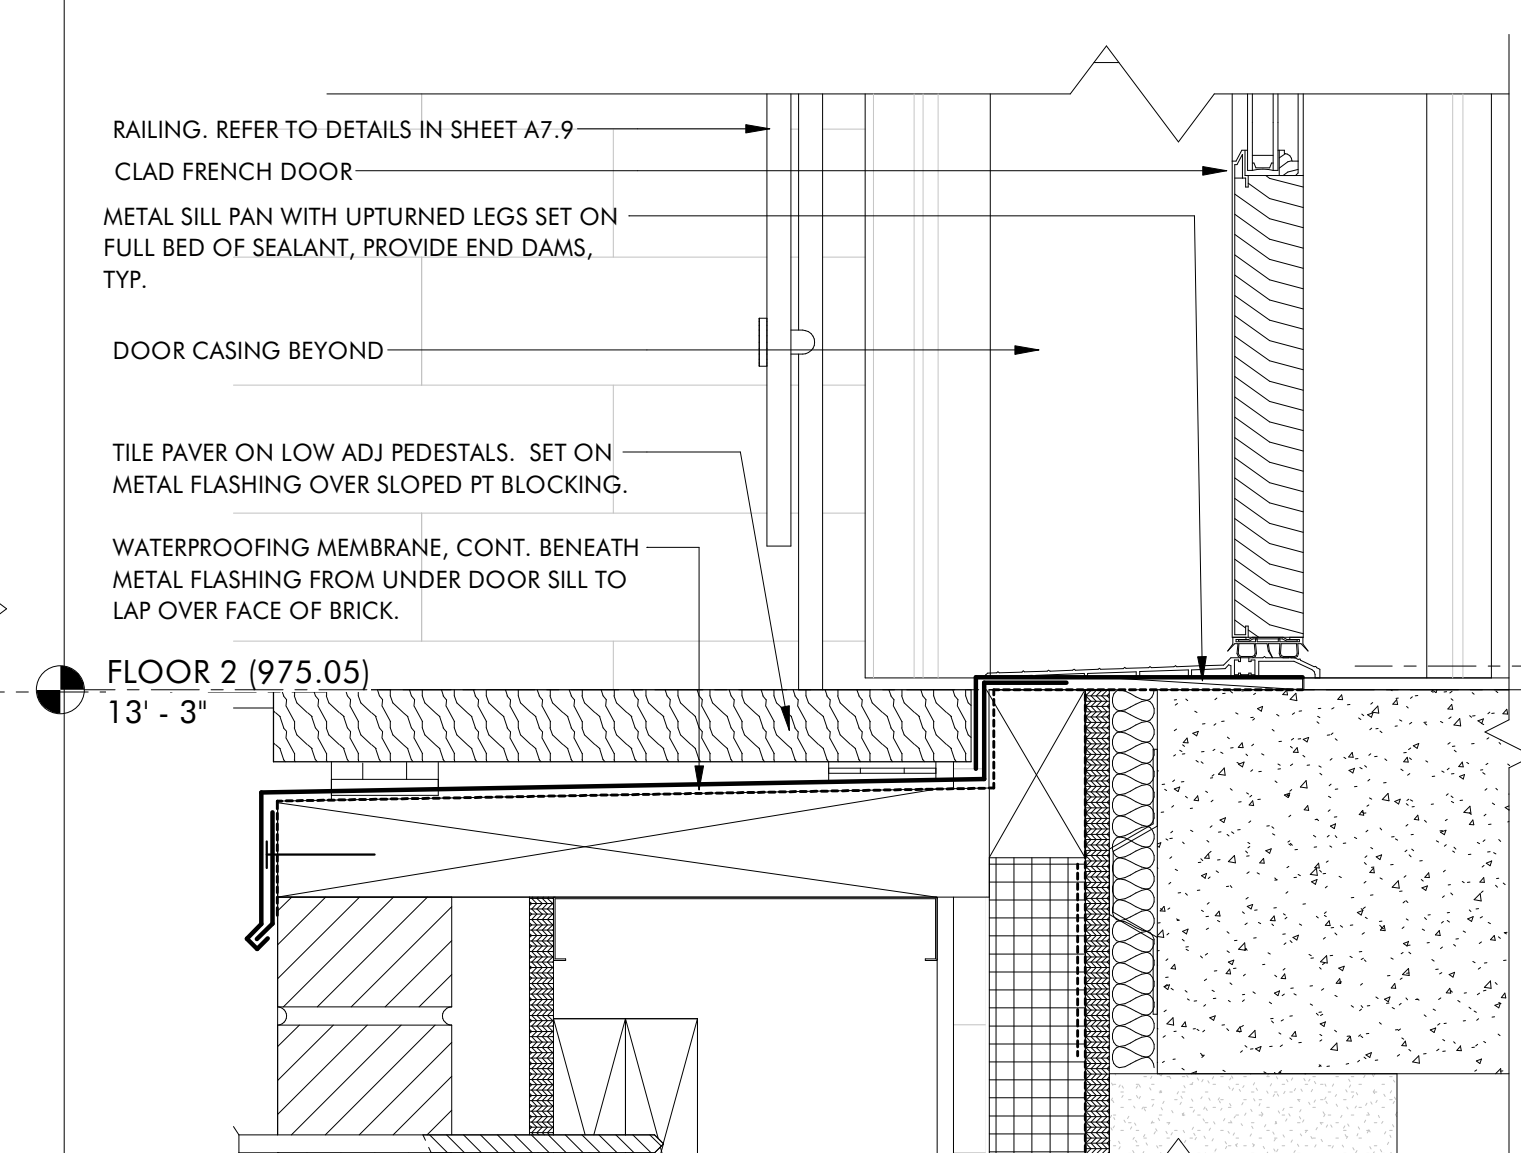 RAILING. REFER TO DETAILS IN SHEET A7.9
CLAD FRENCH DOOR
METAL SILL PAN WITH UPTURNED LEGS SET ON
FULL BED OF SEALANT, PROVIDE END DAMS,
TYP.
DOOR CASING BEYOND
TILE PAVER ON LOW ADJ PEDESTALS.  SET ON
METAL FLASHING OVER SLOPED PT BLOCKING.
WATERPROOFING MEMBRANE, CONT. BENEATH
METAL FLASHING FROM UNDER DOOR SILL TO
LAP OVER FACE OF BRICK.
FLOOR 2 (975.05)
13' - 3"